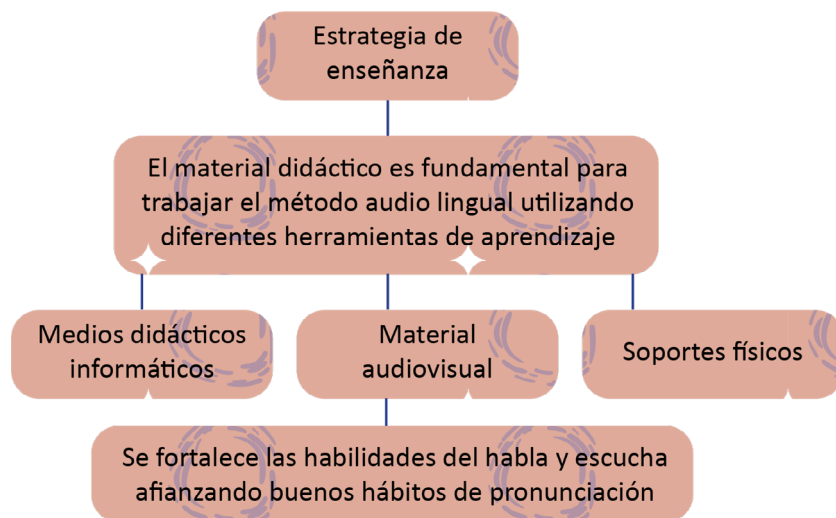 Estrategia de
enseñanza
El material didáctico es fundamental para
trabajar el método audio lingual utilizando
diferentes herramientas de aprendizaje
Medios didácticos
informáticos
Material
audiovisual
Soportes físicos
Se fortalece las habilidades del habla y escucha
afianzando buenos hábitos de pronunciación